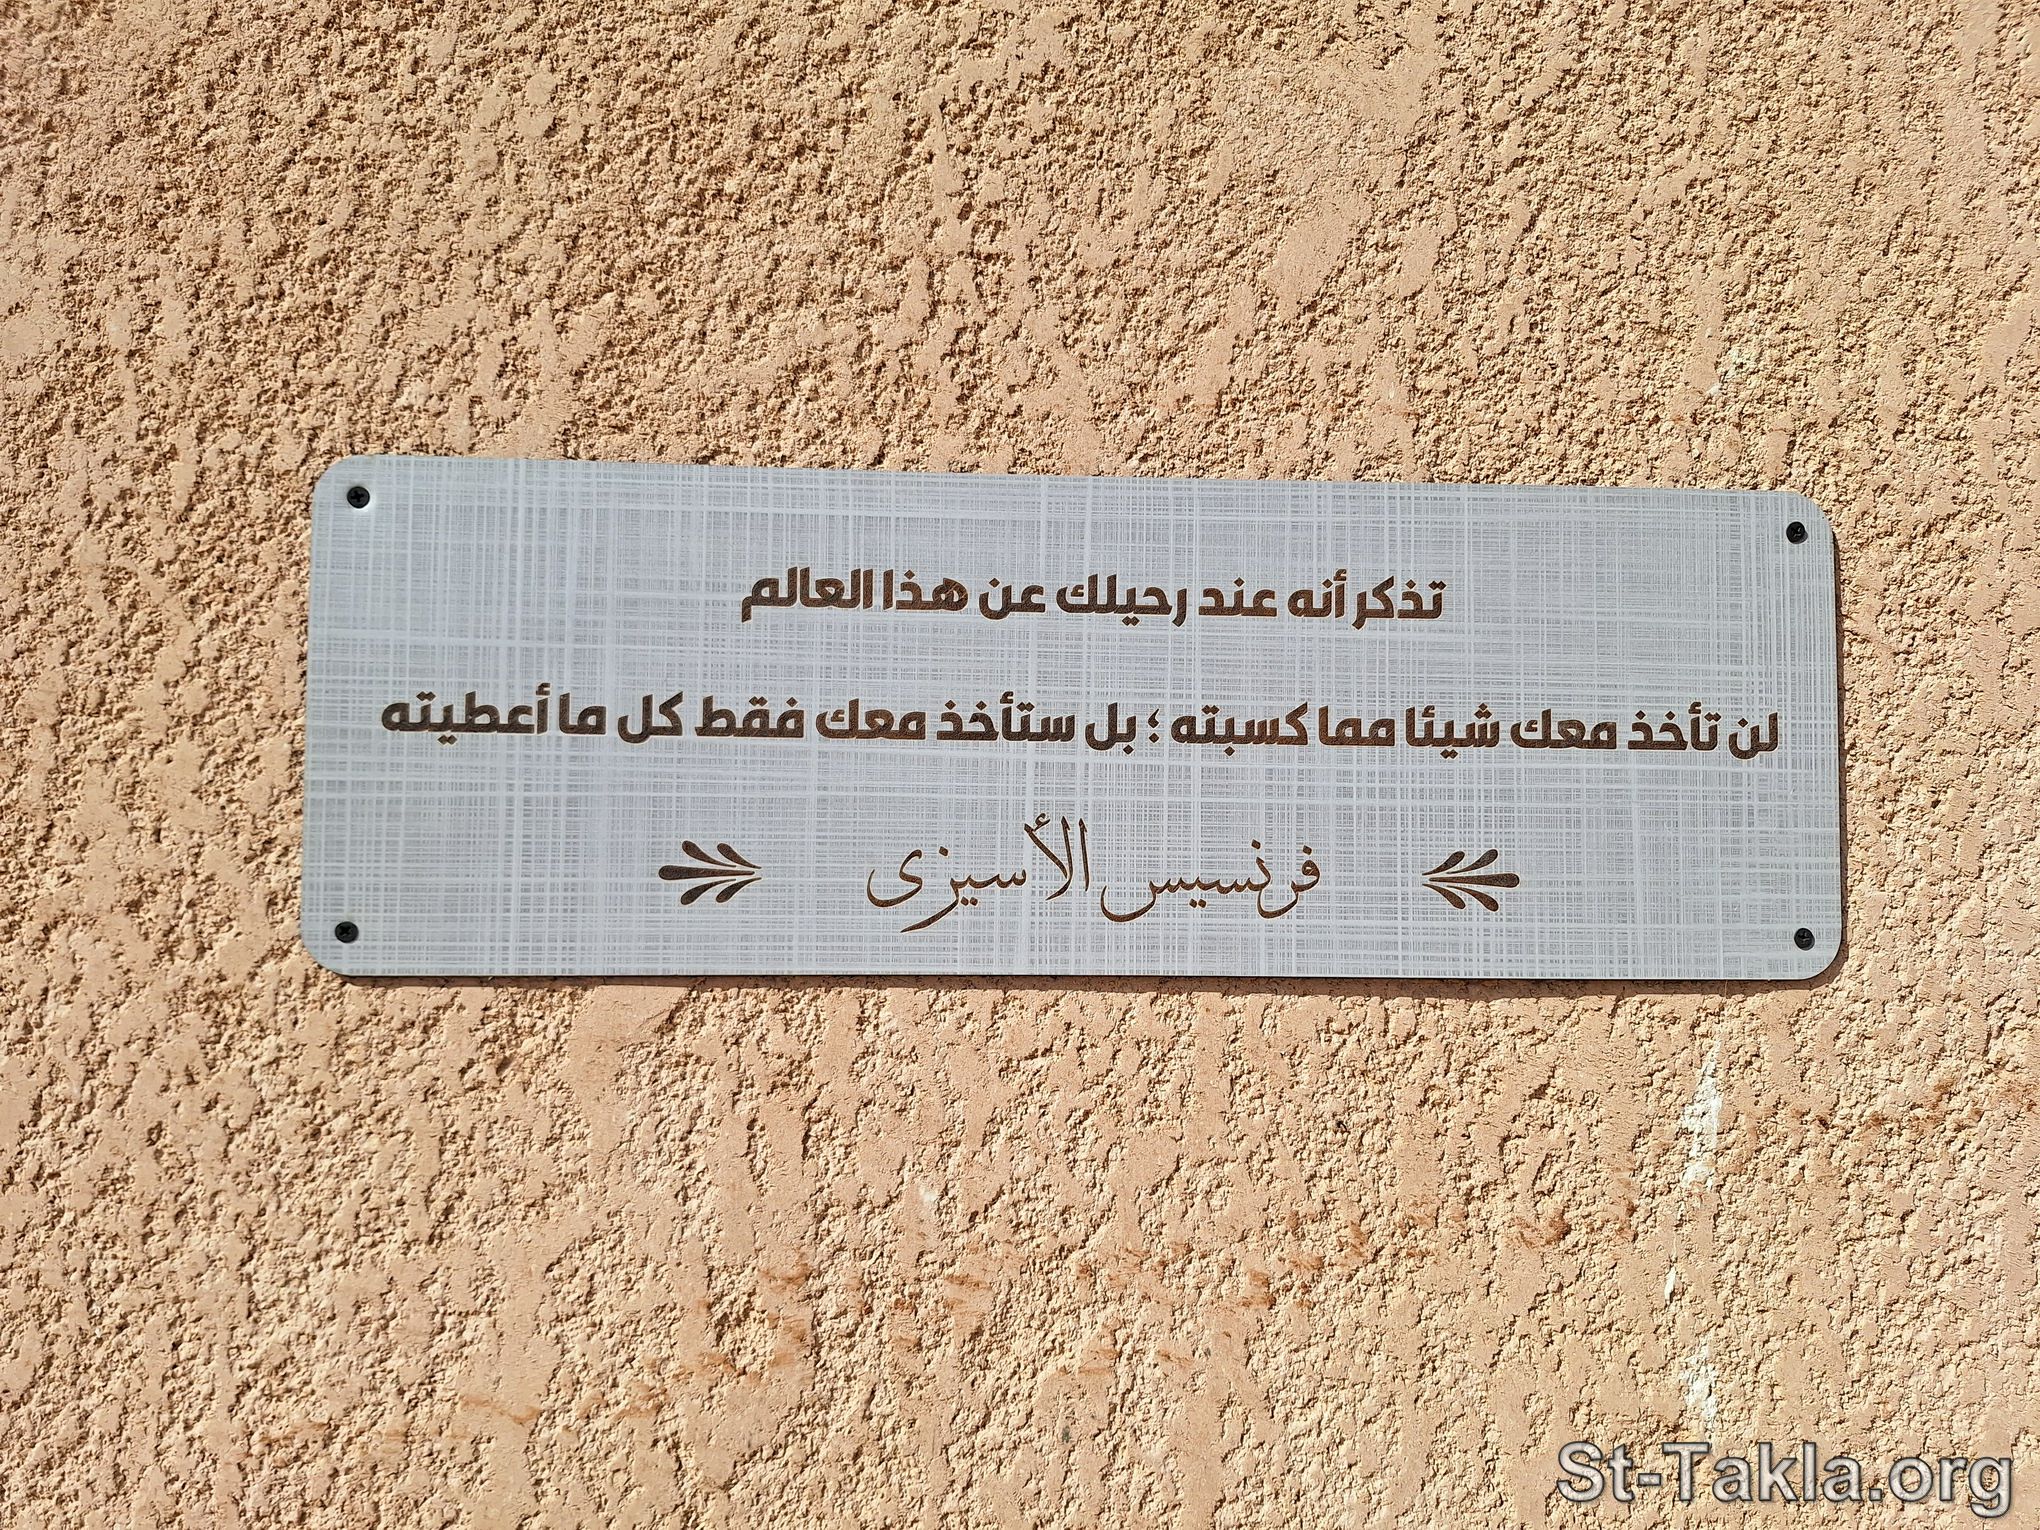 تذكر أنه عند رحيلك عن هذا العالم
لن تأخذ معك شيئا مما كسبته ؛ بل ستأخذ معك فقط كل ما أعطيته
فرنسيس الأسيزى
St-Takla.org